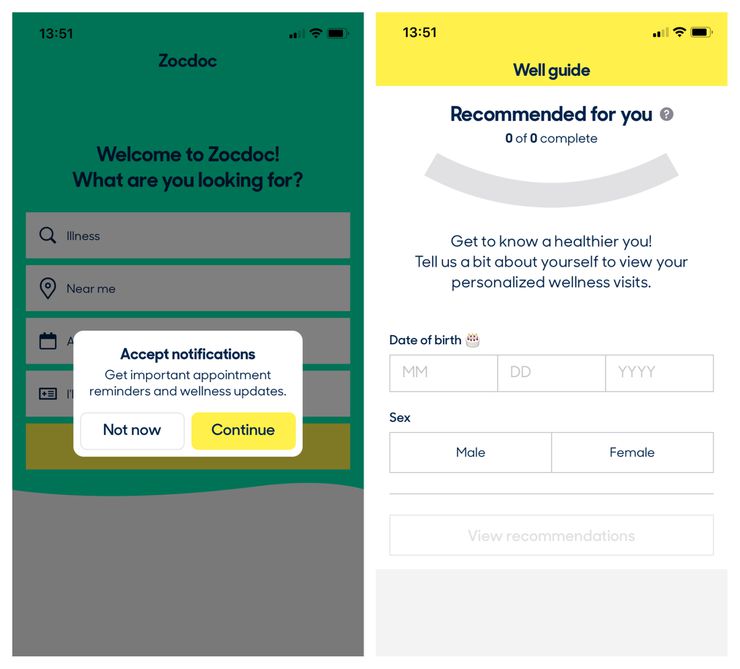 13:51
Zocdoc
Welcome to Zocdoc!
What are you looking for?
Illness
Near me
A
I'
Accept notifications
Get important appointment
reminders and wellness updates.
Not now
Continue
13:51
Well guide
Recommended for you ?
0 of 0 complete
Get to know a healthier you!
Tell us a bit about yourself to view your
personalized wellness visits.
Date of birth 🎂
MM
DD
YYYY
Sex
Male
Female
View recommendations